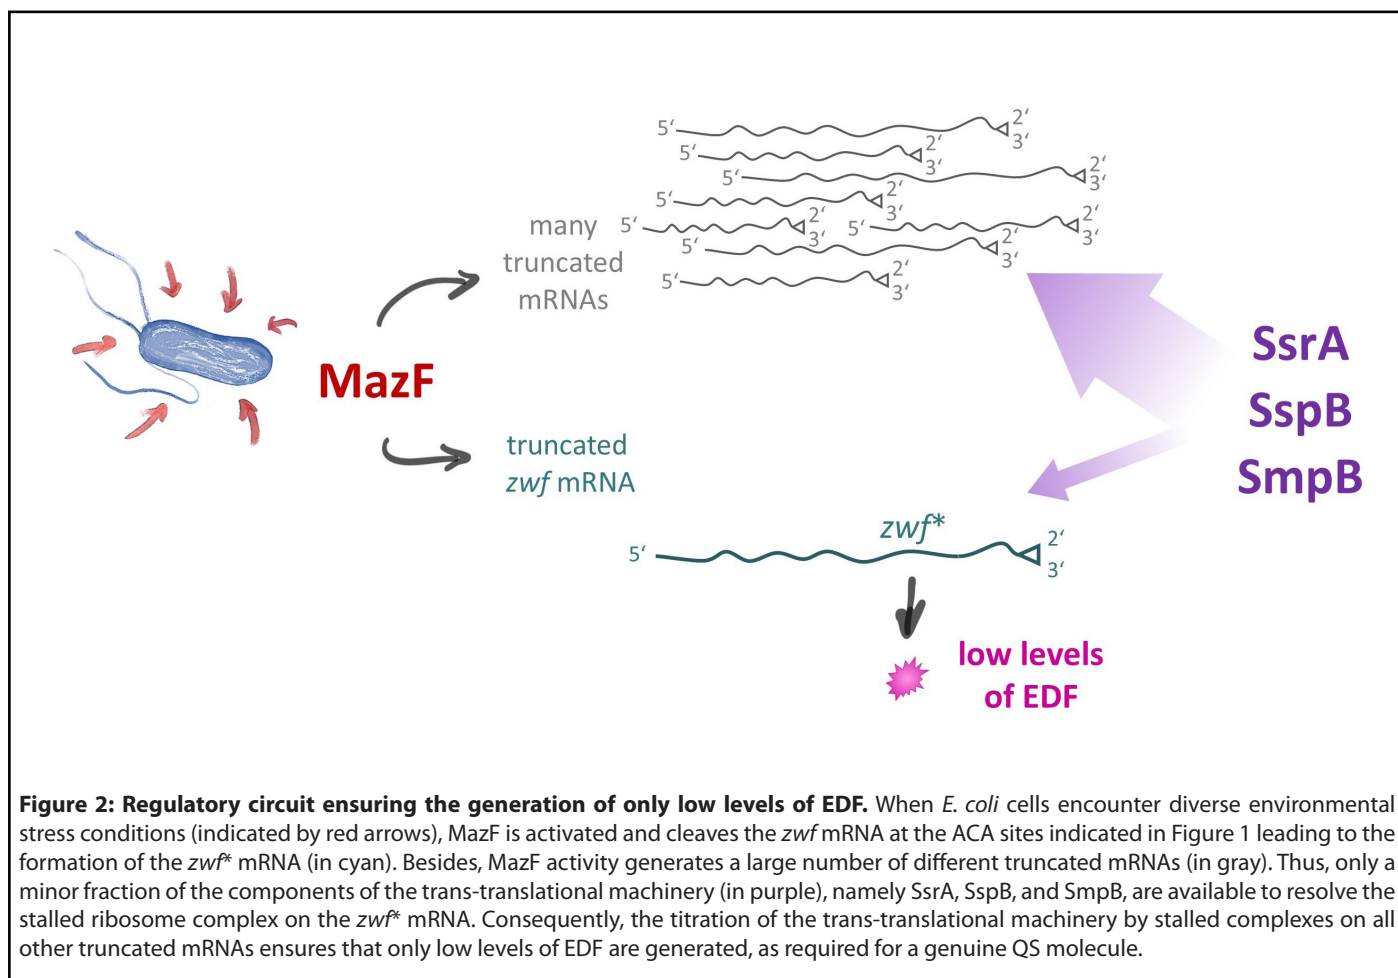 5‘ 2‘
3‘
5‘ 2‘
3‘
5‘ 2‘
3‘
5‘ 2‘
3‘
5‘ 2‘
3‘
5‘ 2‘
3‘
5‘ 2‘
3‘
5‘ 2‘
3‘
many
truncated
mRNAs
MazF
SsrA
SspB
SmpB
truncated
zwf mRNA
zwf*
5‘ 2‘
3‘
low levels
of EDF
Figure 2: Regulatory circuit ensuring the generation of only low levels of EDF. When E. coli cells encounter diverse environmental
stress conditions (indicated by red arrows), MazF is activated and cleaves the zwf mRNA at the ACA sites indicated in Figure 1 leading to the
formation of the zwf* mRNA (in cyan). Besides, MazF activity generates a large number of different truncated mRNAs (in gray). Thus, only a
minor fraction of the components of the trans-translational machinery (in purple), namely SsrA, SspB, and SmpB, are available to resolve the
stalled ribosome complex on the zwf* mRNA. Consequently, the titration of the trans-translational machinery by stalled complexes on all
other truncated mRNAs ensures that only low levels of EDF are generated, as required for a genuine QS molecule.